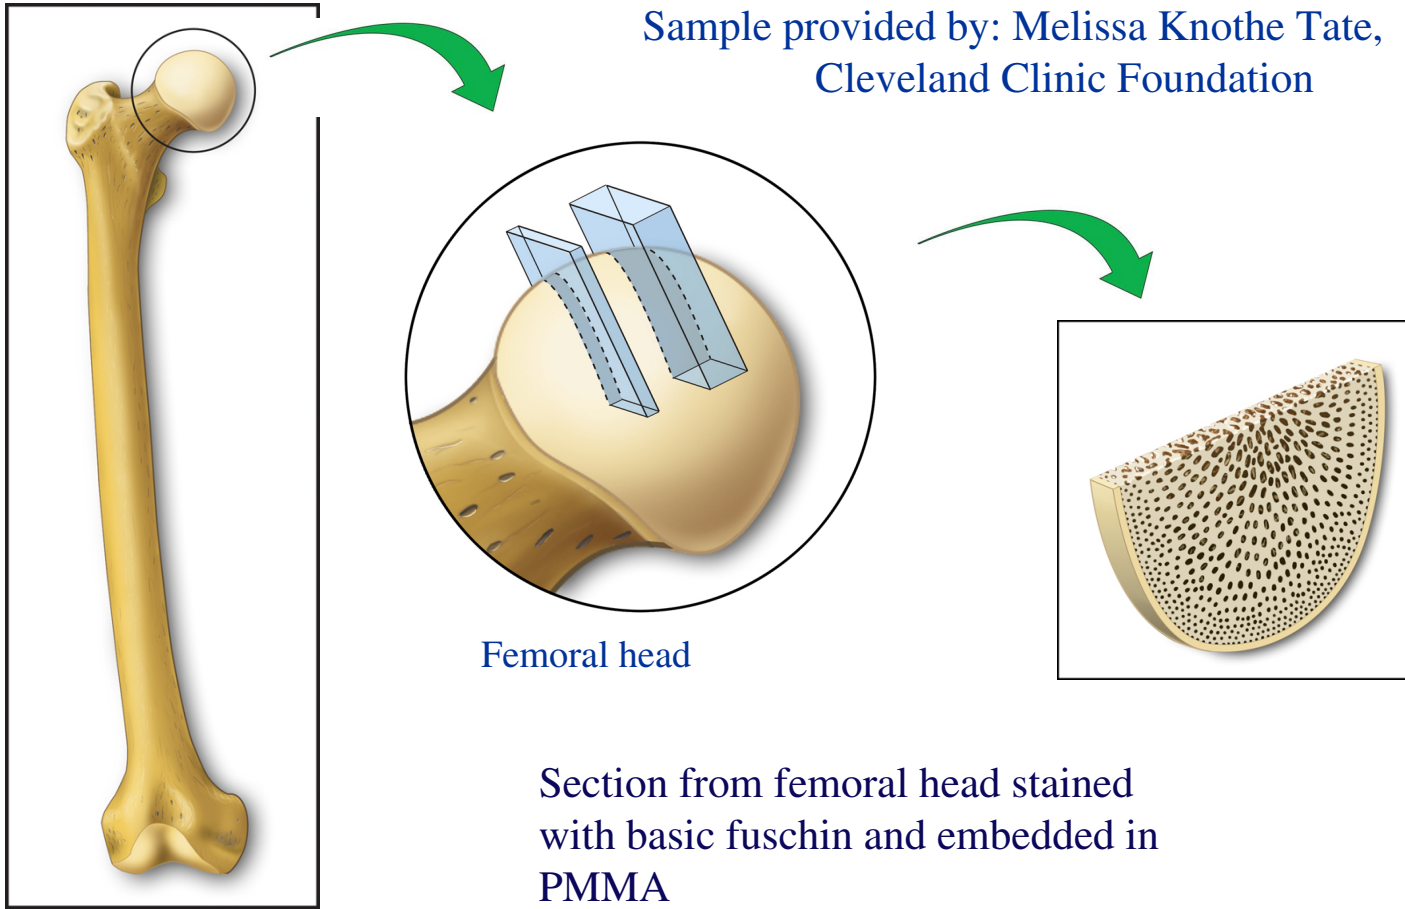 Sample provided by: Melissa Knothe Tate,
Cleveland Clinic Foundation
Femoral head
Section from femoral head stained
with basic fuschin and embedded in
PMMA